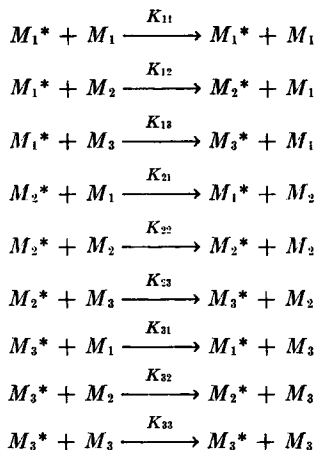 M₁* + M₁ —K₁₁→ M₁* + M₁
M₁* + M₂ —K₁₂→ M₂* + M₁
M₁* + M₃ —K₁₃→ M₃* + M₁
M₂* + M₁ —K₂₁→ M₁* + M₂
M₂* + M₂ —K₂₂→ M₂* + M₂
M₂* + M₃ —K₂₃→ M₃* + M₂
M₃* + M₁ —K₃₁→ M₁* + M₃
M₃* + M₂ —K₃₂→ M₂* + M₃
M₃* + M₃ —K₃₃→ M₃* + M₃